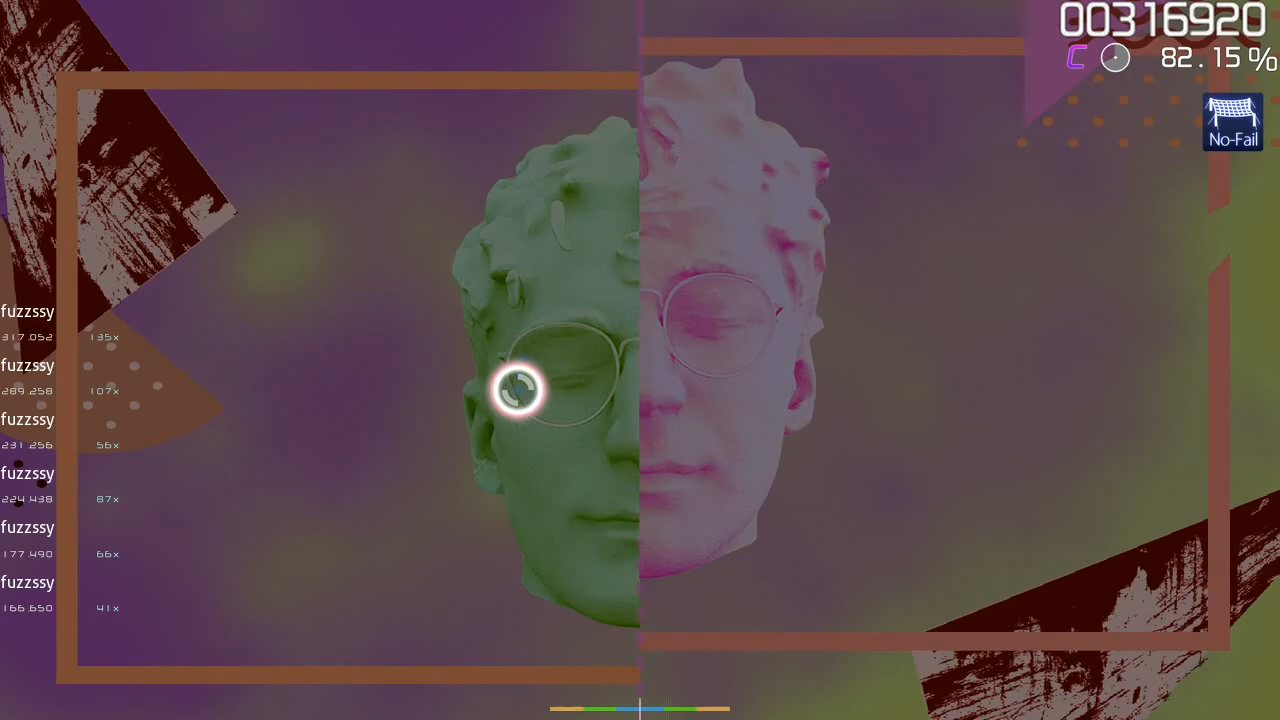 00316920
C 82.15%
No-Fail
fuzzssy
317.052 135x
fuzzssy
289.258 107x
fuzzssy
231.256 56x
fuzzssy
224.438 87x
fuzzssy
177.490 66x
fuzzssy
166.650 41x